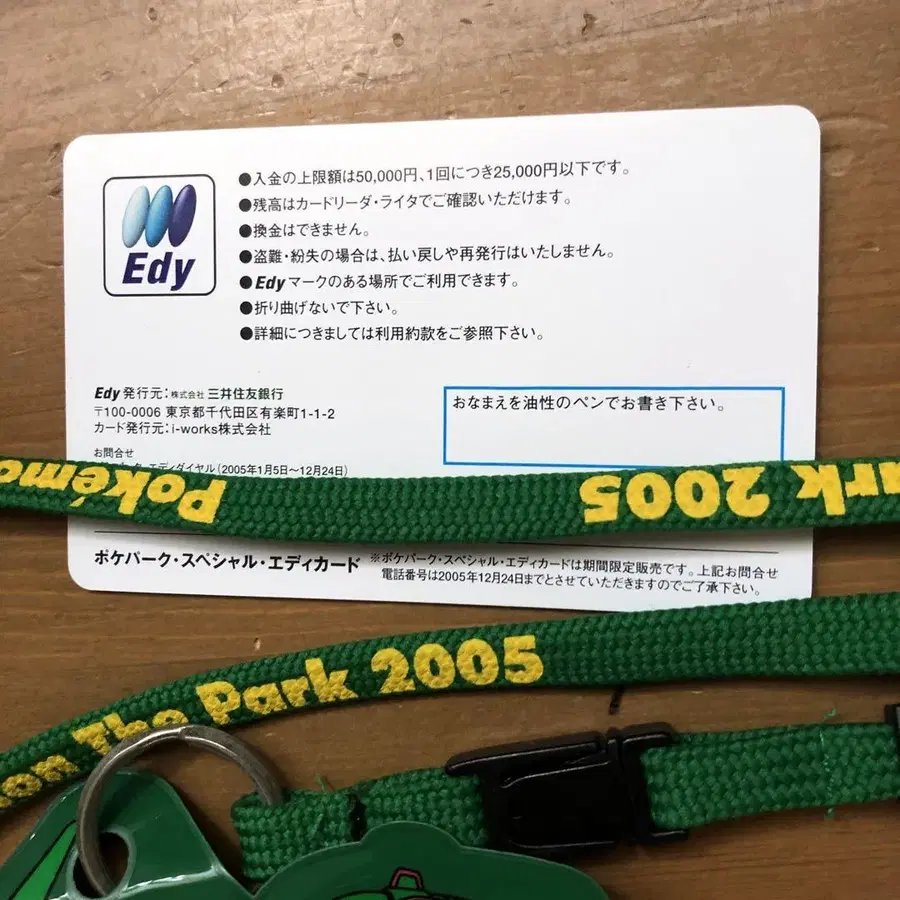 Edy
●入金の上限額は50,000円、1回につき25,000円以下です。
●残高はカードリーダ・ライタでご確認いただけます。
●換金はできません。
●盗難・紛失の場合は、払い戻しや再発行はいたしません。
●Edyマークのある場所でご利用できます。
●折り曲げないで下さい。
●詳細につきましては利用約款をご参照下さい。
Edy 発行元:株式会社 三井住友銀行
〒100-0006 東京都千代田区有楽町1-1-2
カード発行元:i-works株式会社
お問合せ
エディダイヤル(2005年1月5日~12月24日)
おなまえを油性のペンでお書き下さい。
Pokémo
ark 2005
ポケパーク・スペシャル・エディカード
※ポケパーク・スペシャル・エディカードは期間限定販売です。上記お問合せ
電話番号は2005年12月24日までとさせていただきますのでご了承下さい。
on The Park 2005